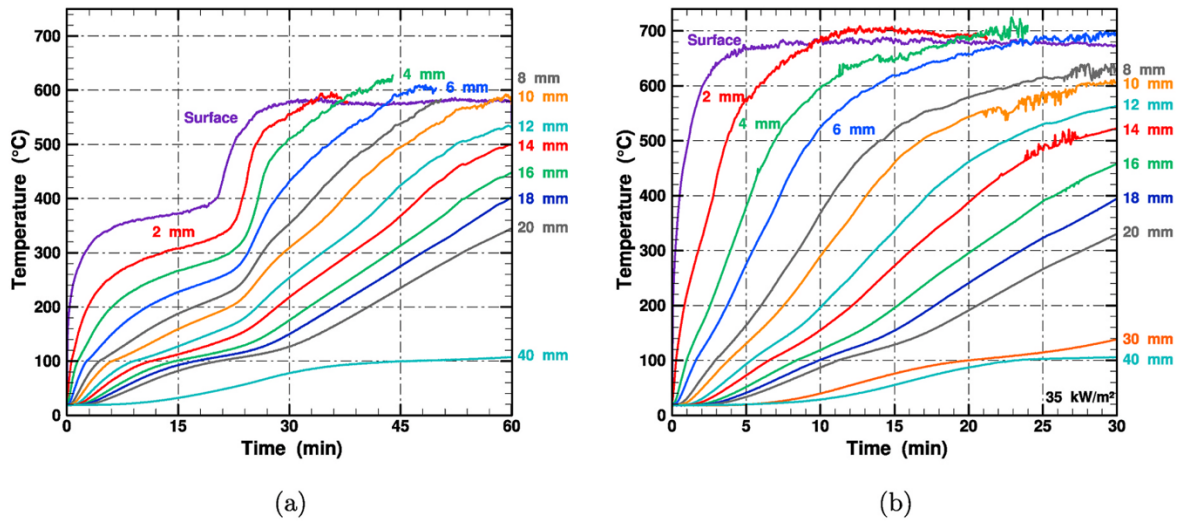 700
600
500
400
300
200
100
0
Temperature (°C)
0
15
30
45
60
Time (min)
Surface
2 mm
4 mm
6 mm
8 mm
10 mm
12 mm
14 mm
16 mm
18 mm
20 mm
40 mm
(a)
700
600
500
400
300
200
100
0
Temperature (°C)
0
5
10
15
20
25
30
Time (min)
Surface
2 mm
4 mm
6 mm
8 mm
10 mm
12 mm
14 mm
16 mm
18 mm
20 mm
30 mm
40 mm
35 kW/m²
(b)